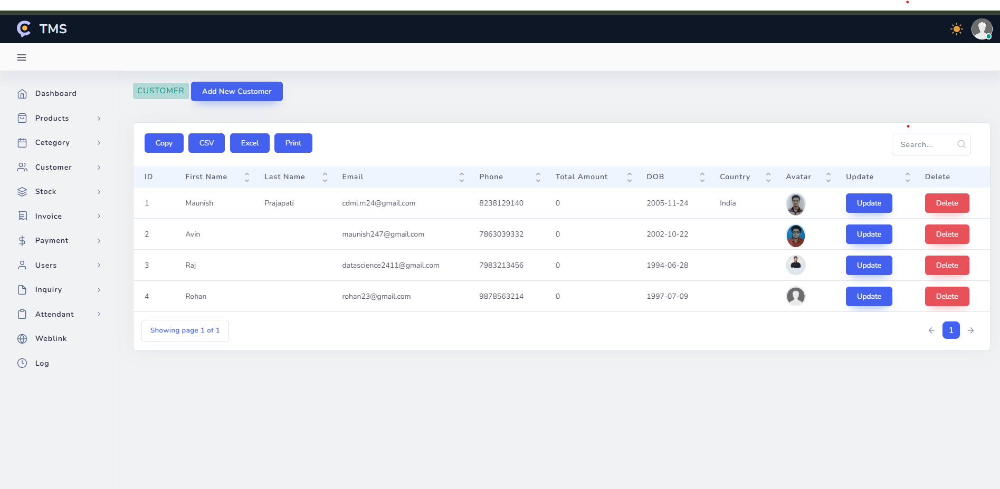 TMS
Dashboard
Products
Cetegory
Customer
Stock
Invoice
Payment
Users
Inquiry
Attendant
Weblink
Log
CUSTOMER Add New Customer
Copy CSV Excel Print Search...
ID First Name Last Name Email Phone Total Amount DOB Country Avatar Update Delete
1 Maunish Prajapati cdmi.m24@gmail.com 8238129140 0 2005-11-24 India Update Delete
2 Avin maunish247@gmail.com 7863039332 0 2002-10-22 Update Delete
3 Raj datascience2411@gmail.com 7983213456 0 1994-06-28 Update Delete
4 Rohan rohan23@gmail.com 9878563214 0 1997-07-09 Update Delete
Showing page 1 of 1 1